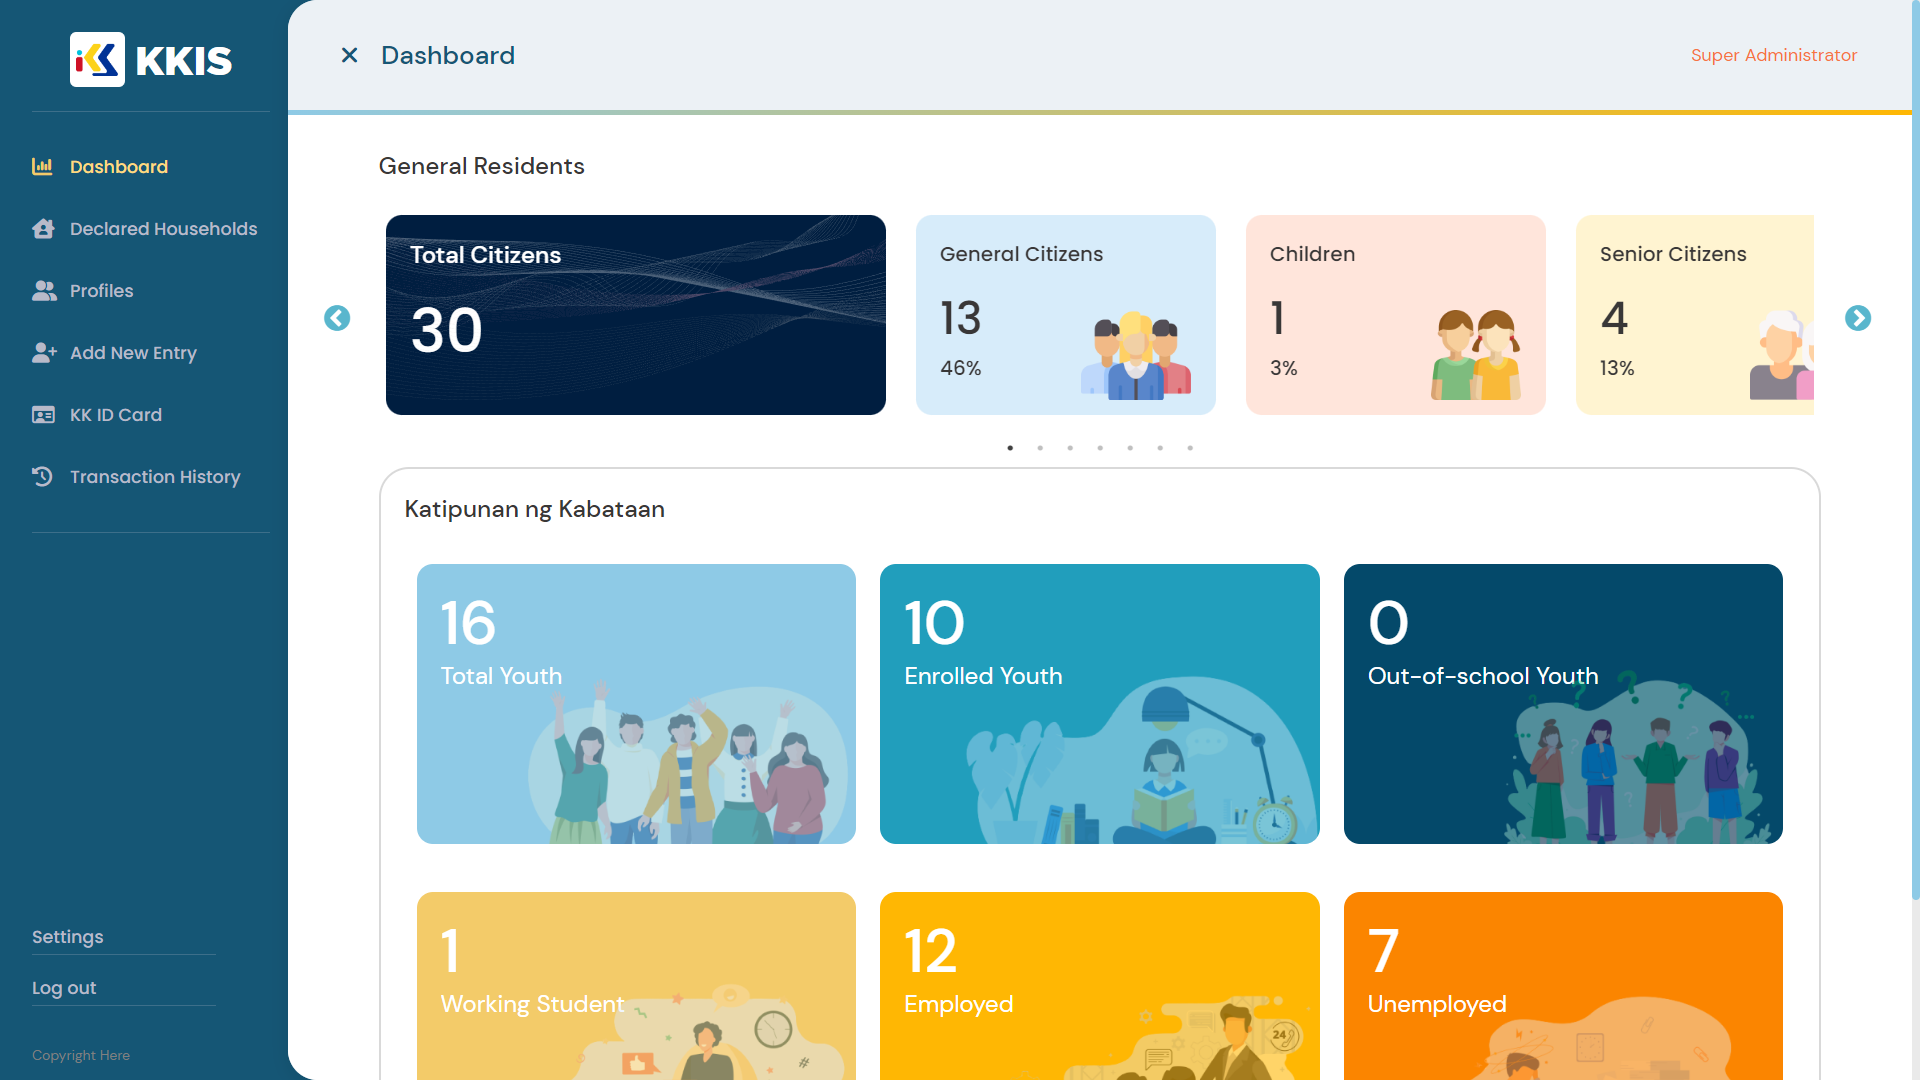 KKIS
Dashboard
Super Administrator
Dashboard
Declared Households
Profiles
Add New Entry
KK ID Card
Transaction History
Settings
Log out
Copyright Here
General Residents
Total Citizens
30
General Citizens
13
46%
Children
1
3%
Senior Citizens
4
13%
Katipunan ng Kabataan
16
Total Youth
10
Enrolled Youth
0
Out-of-school Youth
1
Working Student
12
Employed
24
7
Unemployed